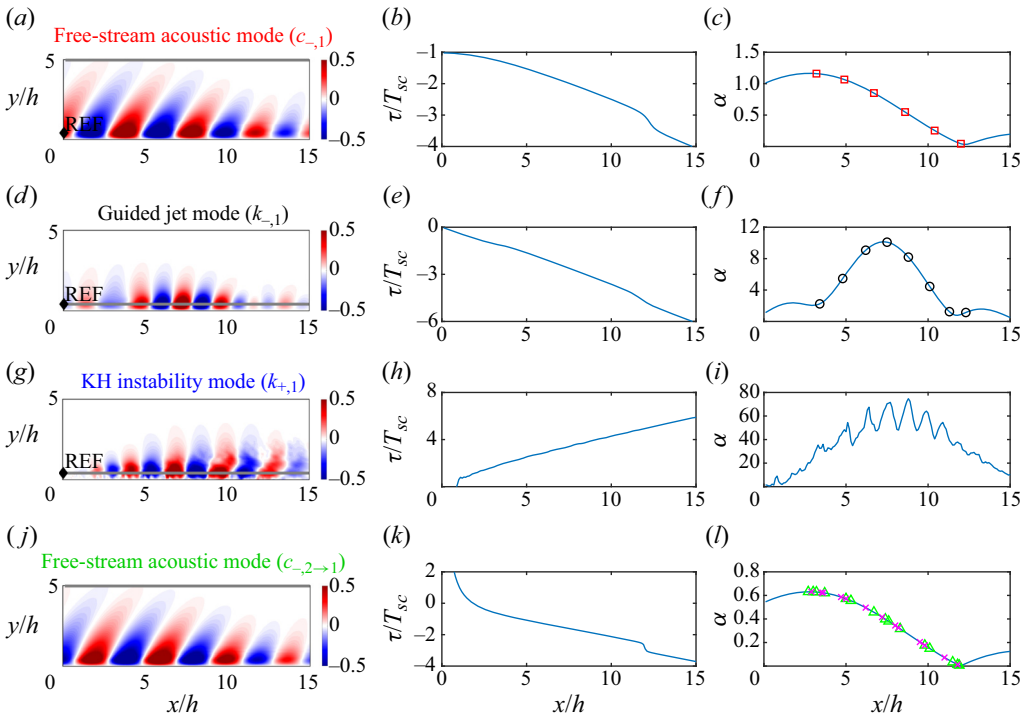 (a) (b) (c)
Free-stream acoustic mode (c−,1)
5 0.5 −1 1.5
y/h 0 τ/Tsc −2 α 1.0
REF −3 0.5
0 −0.5 −4 0
5 10 15 0 5 10 15 0 5 10 15
(d) (e) (f)
Guided jet mode (k−,1)
5 0.5 0 12
y/h 0 τ/Tsc −3 α 8
REF 4
0 −0.5 −6 0
5 10 15 0 5 10 15 0 5 10 15
(g) (h) (i)
KH instability mode (k+,1)
5 0.5 8 80
y/h 0 τ/Tsc 4 α 60
40
REF 20
0 −0.5 0
5 10 15 0 5 10 15 0 5 10 15
(j) (k) (l)
Free-stream acoustic mode (c−,2→1)
5 0.5 2 0.8
y/h 0 τ/Tsc 0 α 0.6
0.4
−2 0.2
0 −0.5 −4 0
5 10 15 0 5 10 15 0 5 10 15
x/h x/h x/h